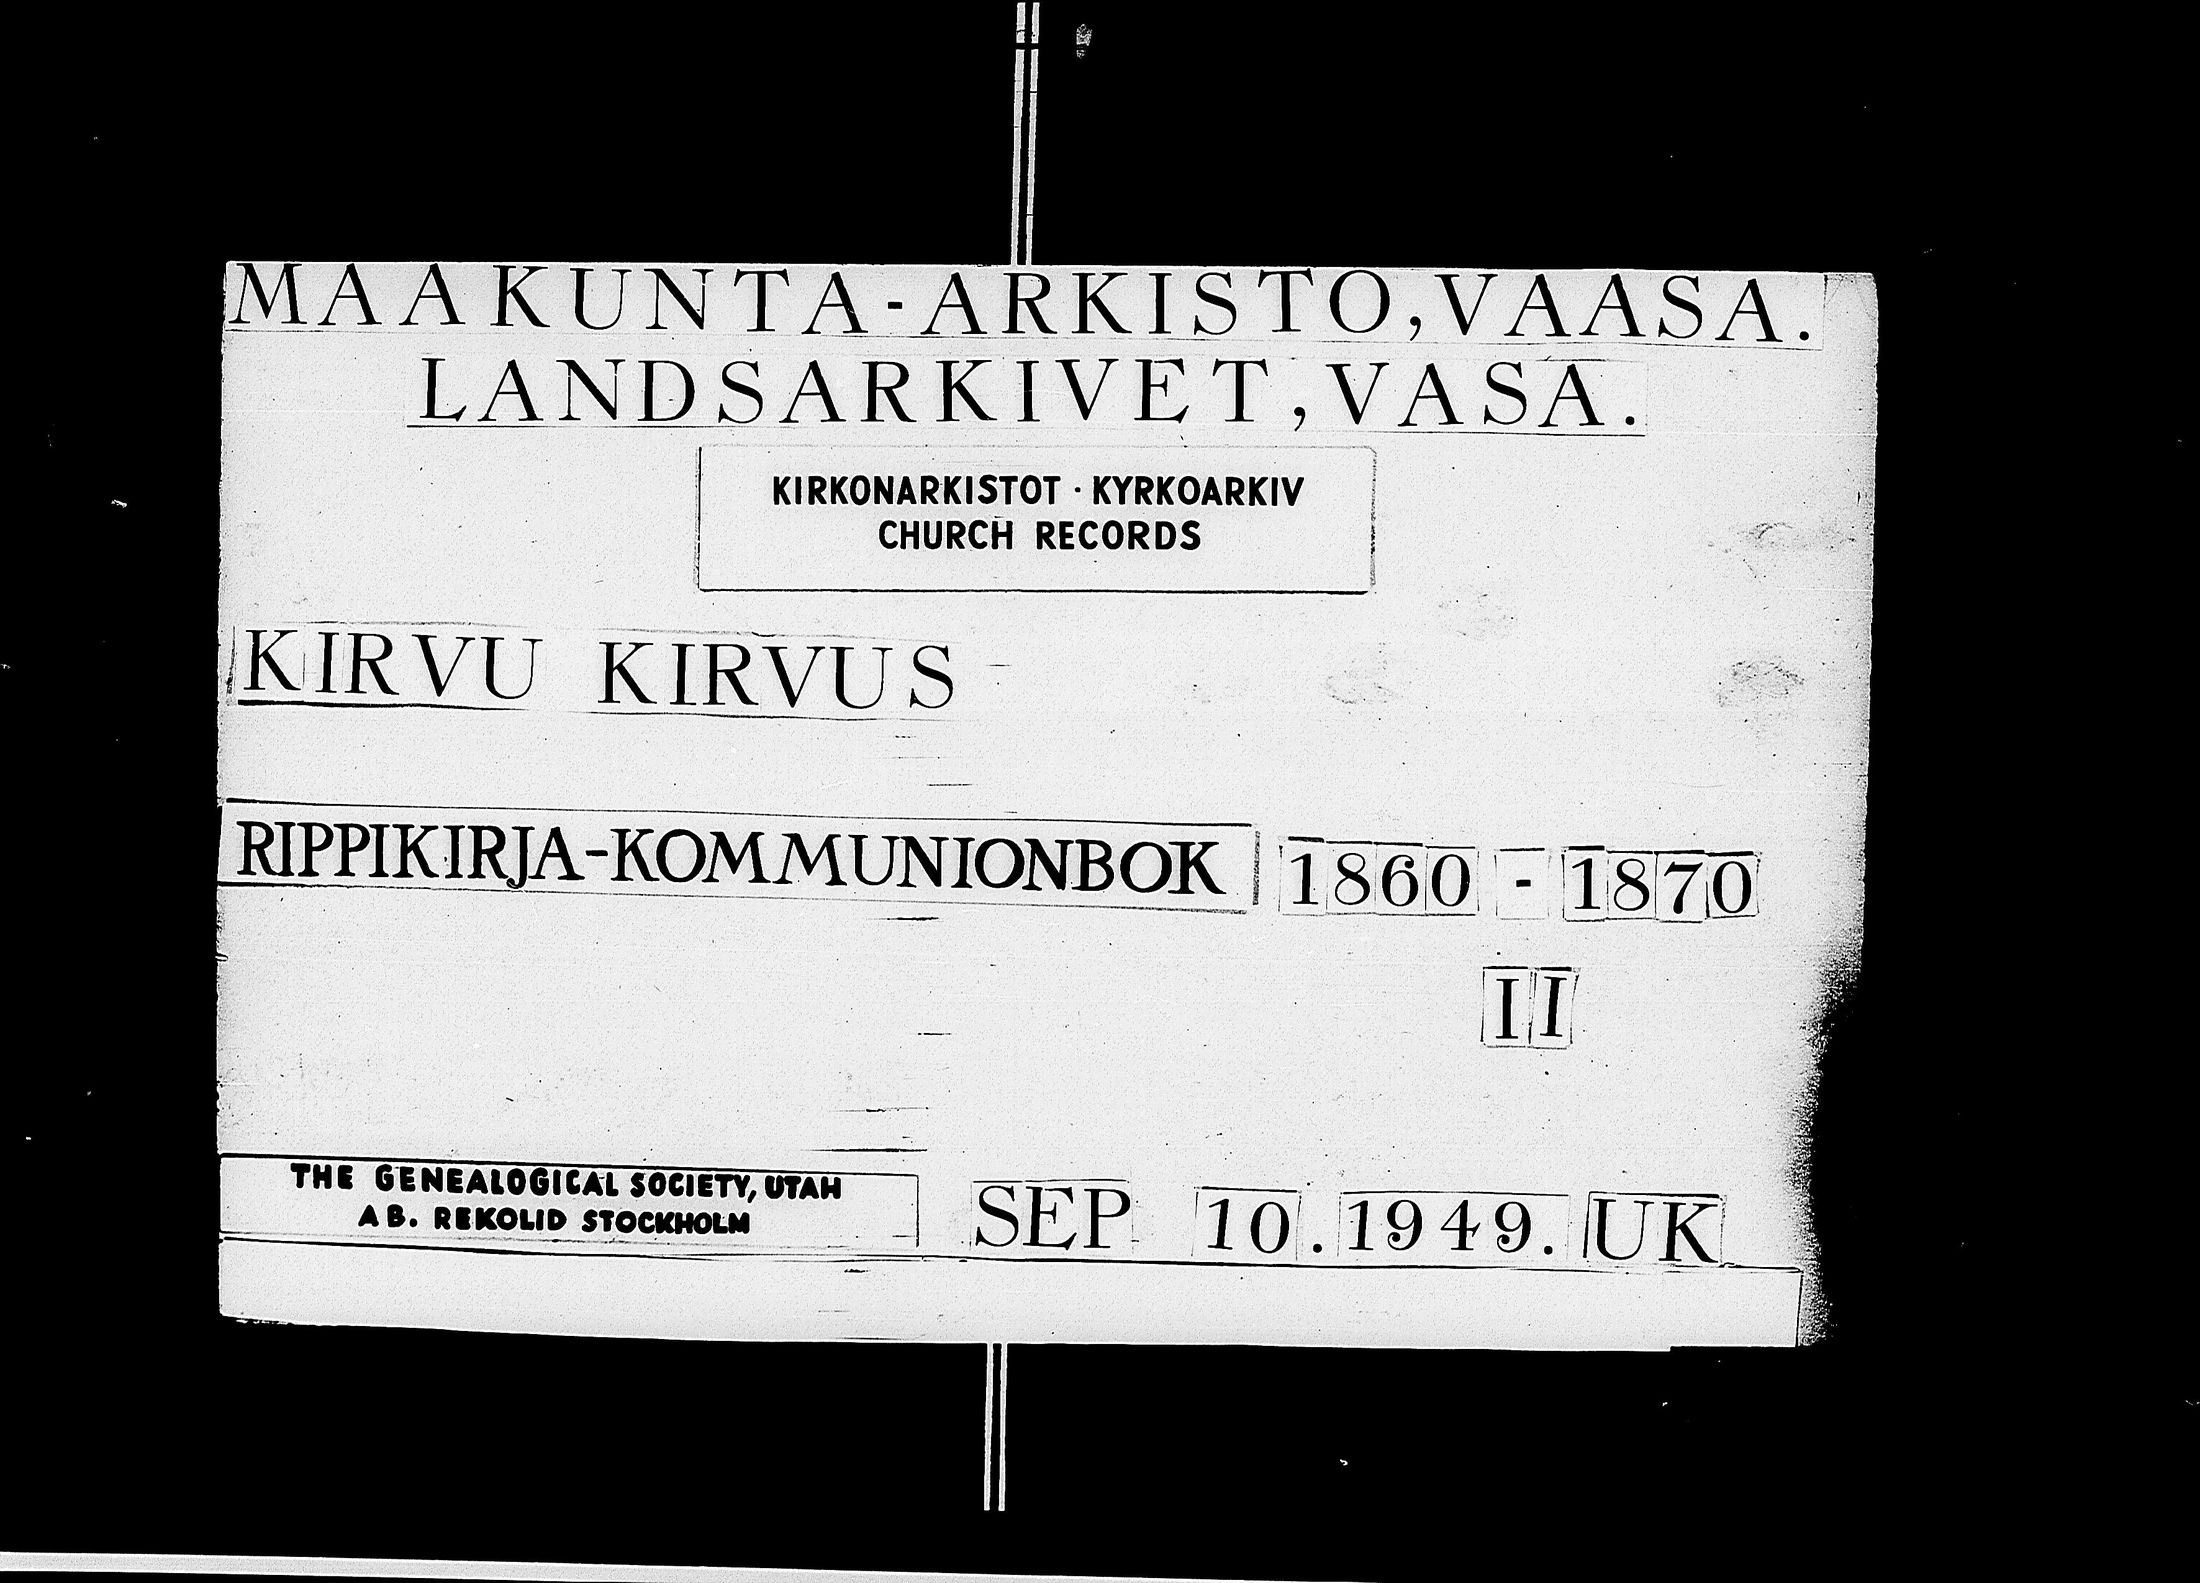 MAAKUNTA-ARKISTO, VAASA.
LANDSARKIVET, VASA.
KIRKONARKISTOT · KYRKOARKIV
CHURCH RECORDS
KIRVU KIRVUS
RIPPIKIRJA-KOMMUNIONBOK 1860 - 1870
II
THE GENEALOGICAL SOCIETY, UTAH
AB. REKOLID STOCKHOLM
SEP 10. 1949. UK